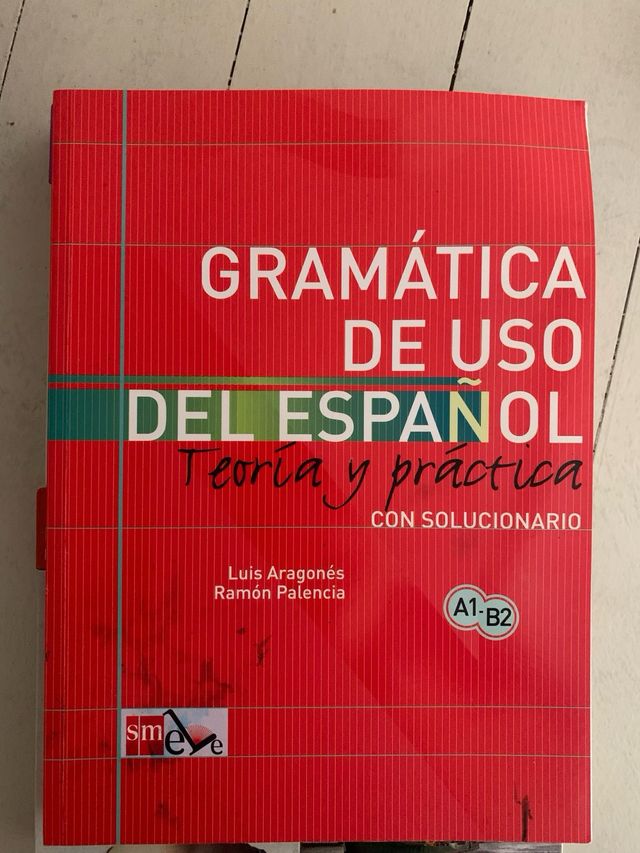 GRAMÁTICA
DE USO
DEL ESPAÑOL
Teoría y práctica
CON SOLUCIONARIO
Luis Aragonés
Ramón Palencia
A1-B2
sm eLe e